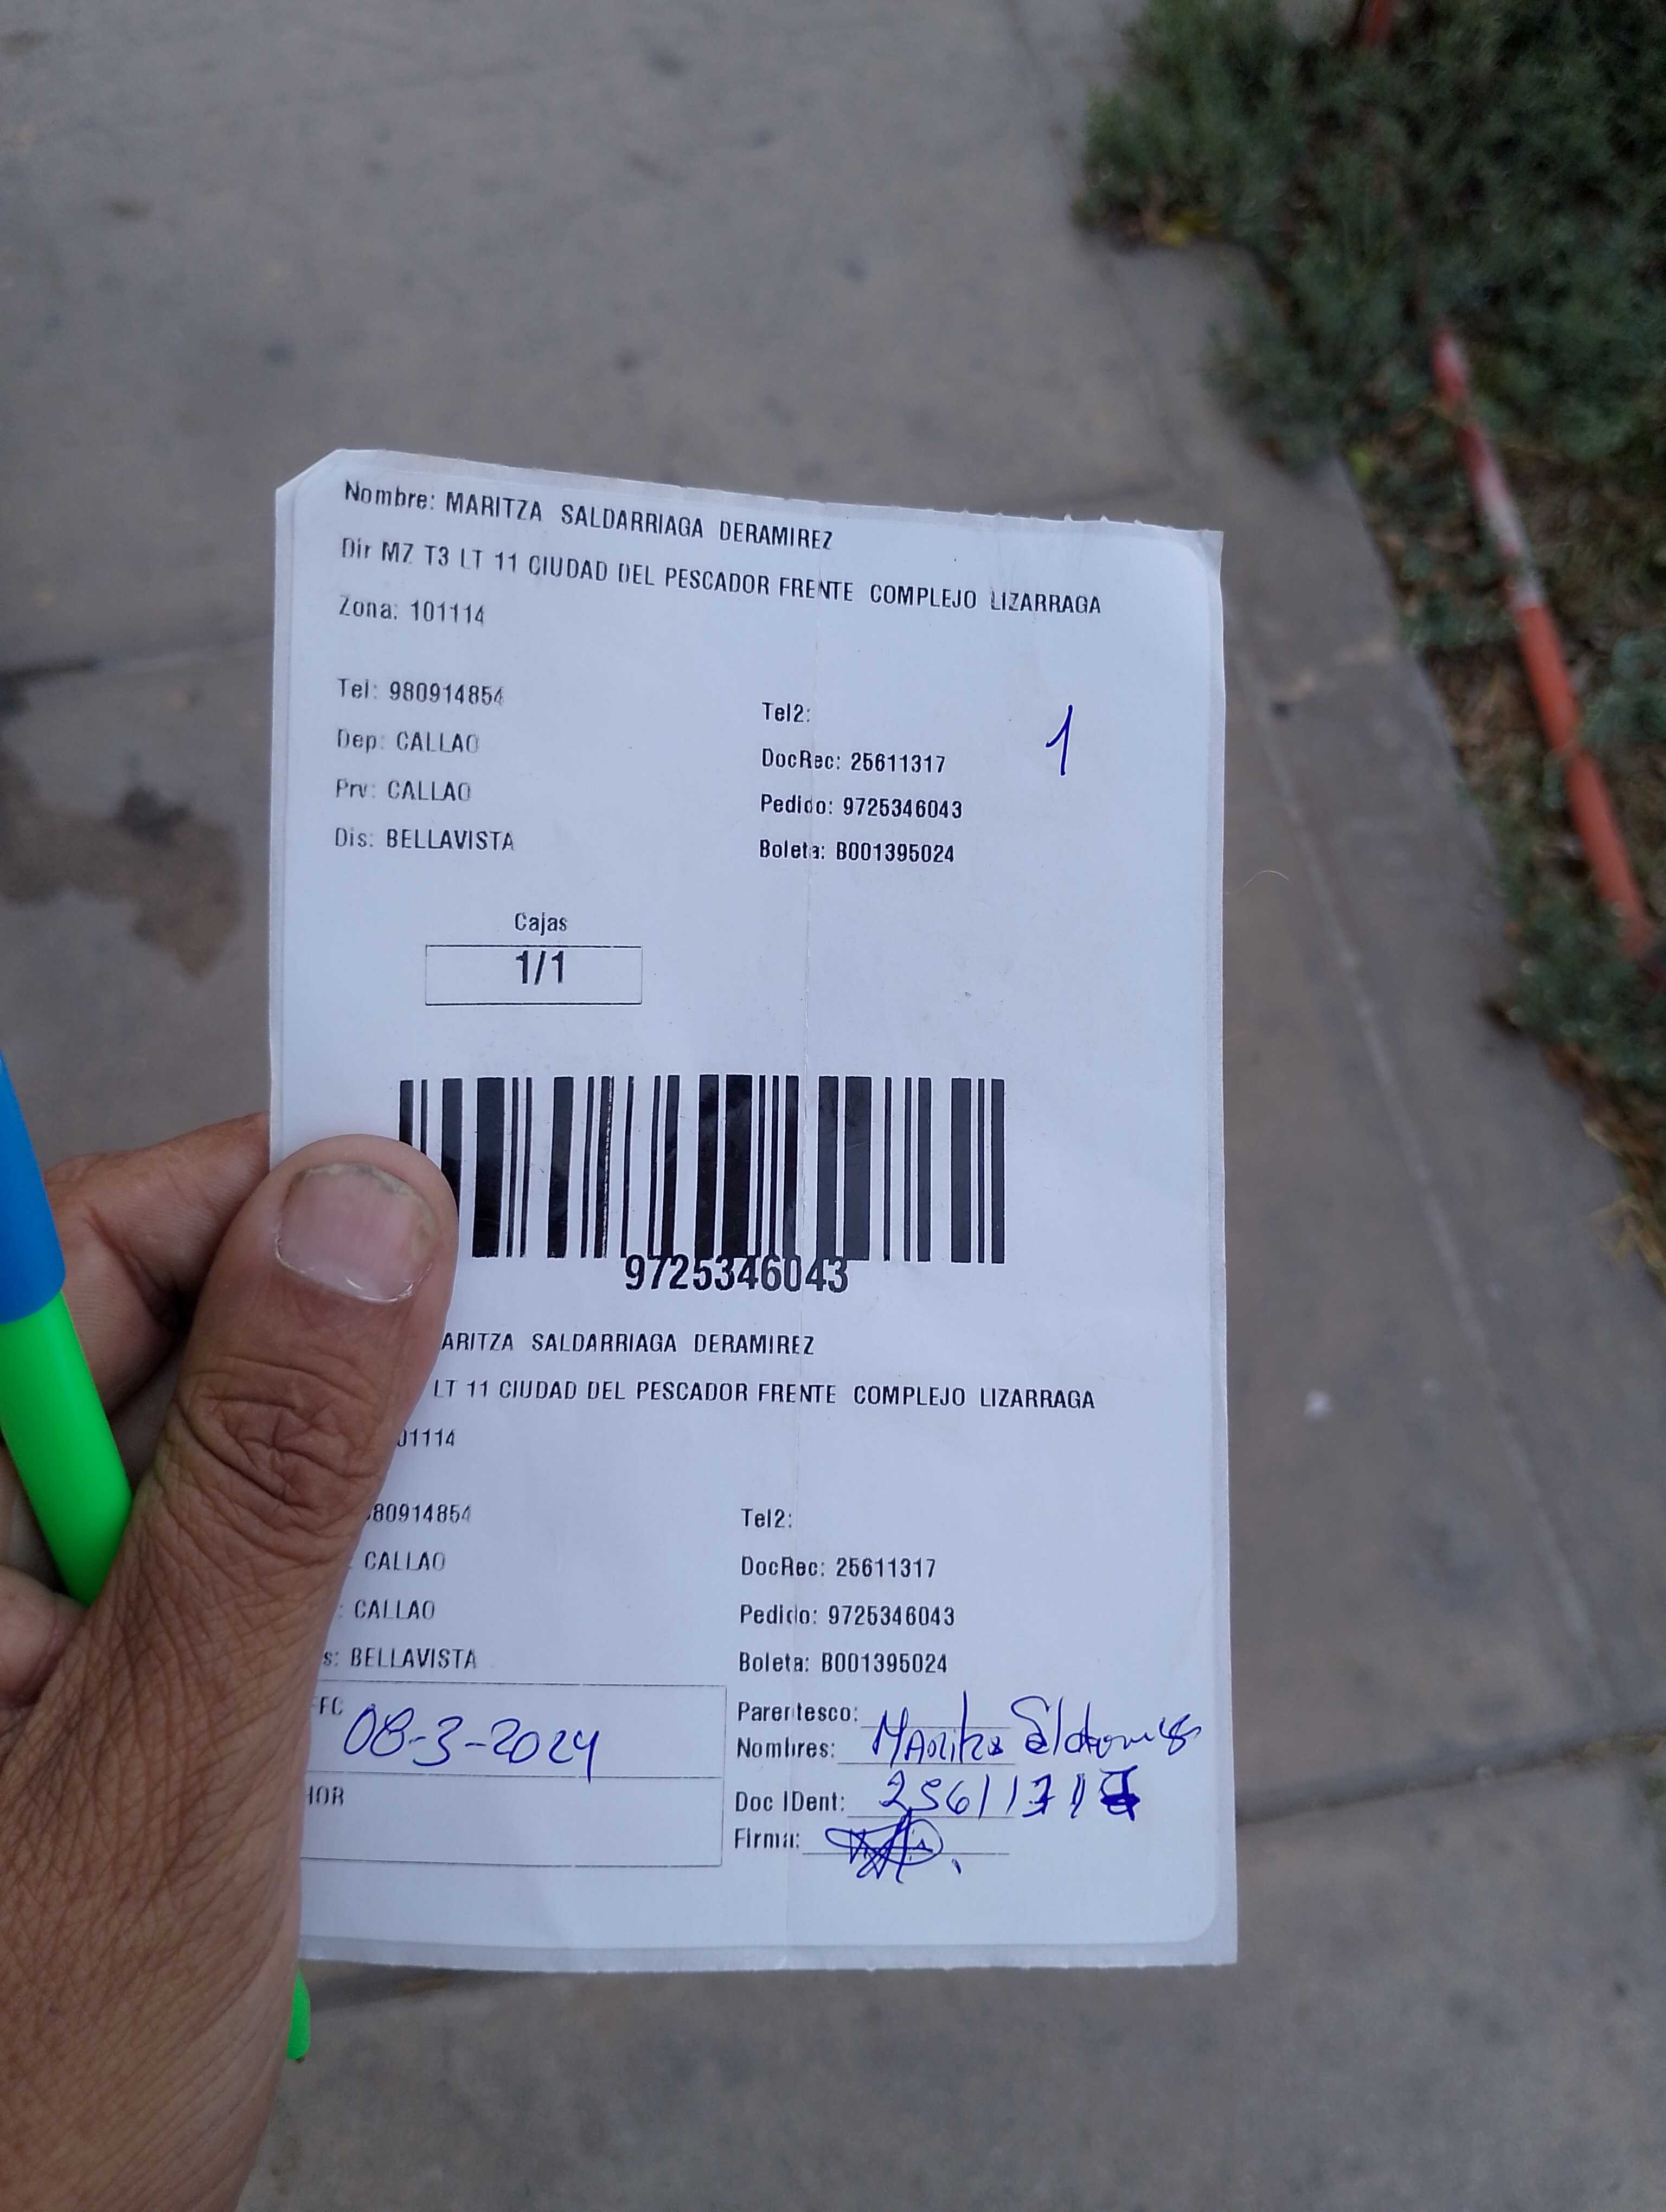 Nombre: MARITZA SALDARRIAGA DERAMIREZ
Dir MZ T3 LT 11 CIUDAD DEL PESCADOR FRENTE COMPLEJO LIZARRAGA
Zona: 101114
Tel: 980914854
Tel2:
1
Dep: CALLAO
DocRec: 25611317
Prv: CALLAO
Pedido: 9725346043
Dis: BELLAVISTA
Boleta: B001395024
Cajas
1/1
9725346043
ARITZA SALDARRIAGA DERAMIREZ
LT 11 CIUDAD DEL PESCADOR FRENTE COMPLEJO LIZARRAGA
01114
80914854
Tel2:
CALLAO
DocRec: 25611317
: CALLAO
Pedido: 9725346043
s: BELLAVISTA
Boleta: B001395024
FC 08-3-2024
Parentesco:
Nombres: Maritza
HOR
Doc IDent:
Firma: